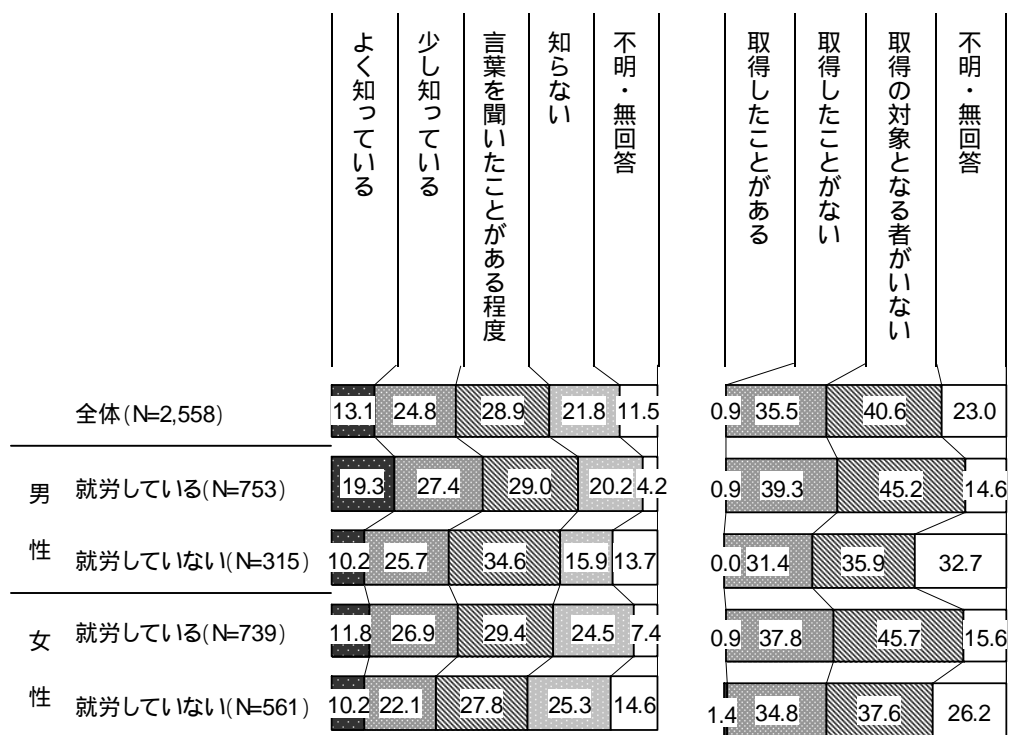 よく知っている
少し知っている
言葉を聞いたことがある程度
知らない
不明・無回答
取得したことがある
取得したことがない
取得の対象となる者がいない
不明・無回答
全体(N=2,558) 13.1 24.8 28.9 21.8 11.5 0.9 35.5 40.6 23.0
男性
就労している(N=753) 19.3 27.4 29.0 20.2 4.2 0.9 39.3 45.2 14.6
就労していない(N=315) 10.2 25.7 34.6 15.9 13.7 0.0 31.4 35.9 32.7
女性
就労している(N=739) 11.8 26.9 29.4 24.5 7.4 0.9 37.8 45.7 15.6
就労していない(N=561) 10.2 22.1 27.8 25.3 14.6 1.4 34.8 37.6 26.2